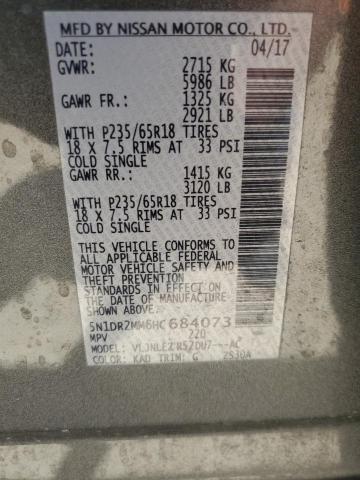 MFD BY NISSAN MOTOR CO., LTD.
DATE: 04/17
GVWR: 2715 KG
5986 LB
GAWR FR.: 1325 KG
2921 LB
WITH P235/65R18 TIRES
18 X 7.5 RIMS AT 33 PSI
COLD SINGLE
GAWR RR: 1415 KG
3120 LB
WITH P235/65R18 TIRES
18 X 7.5 RIMS AT 33 PSI
COLD SINGLE
THIS VEHICLE CONFORMS TO
ALL APPLICABLE FEDERAL
MOTOR VEHICLE SAFETY AND
THEFT PREVENTION
STANDARDS IN EFFECT ON
THE DATE OF MANUFACTURE
SHOWN ABOVE.
5N1DR2MM6HC684073
MPV 220
MODEL:
COLOR: KAD TRIM: G